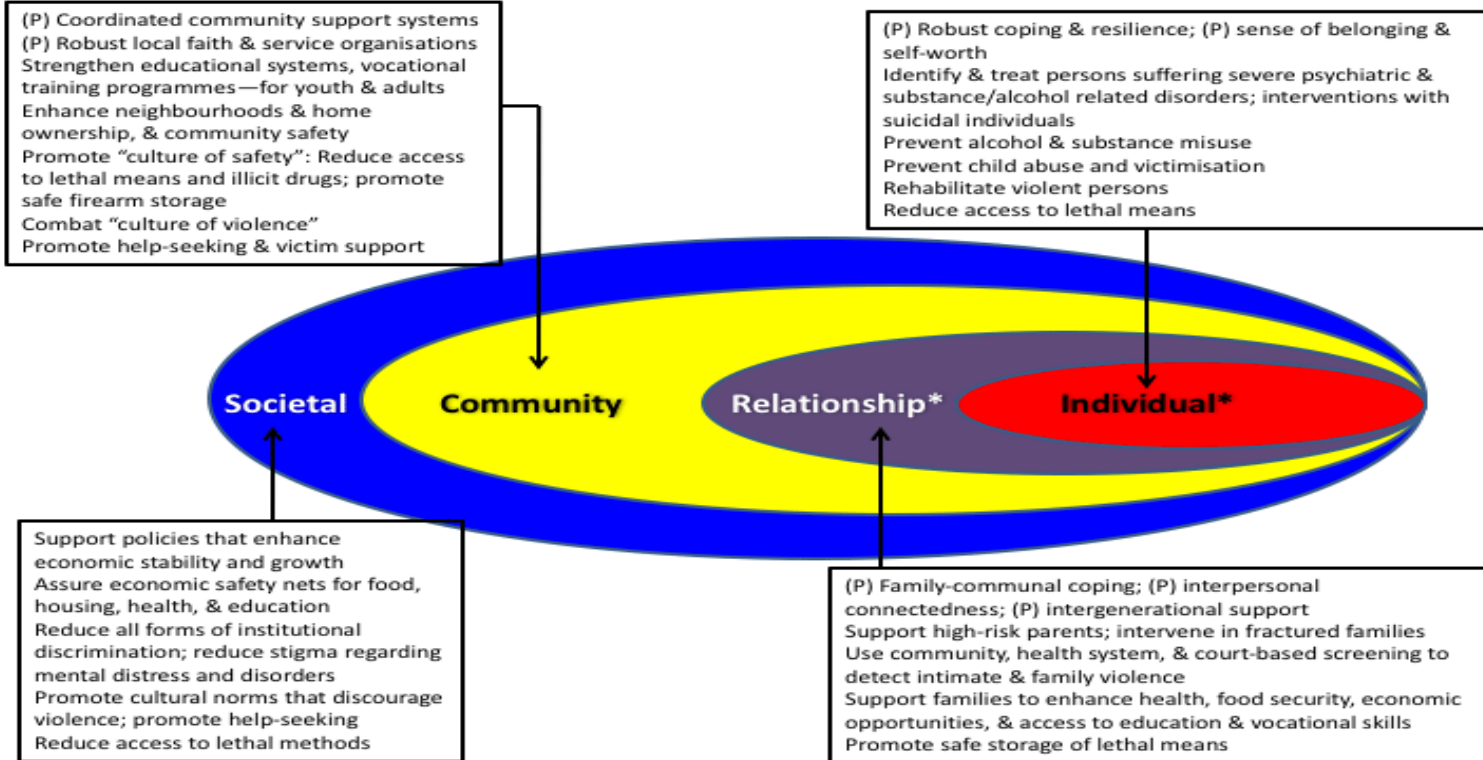 (P) Coordinated community support systems
(P) Robust local faith & service organisations
Strengthen educational systems, vocational
training programmes—for youth & adults
Enhance neighbourhoods & home
ownership, & community safety
Promote “culture of safety”: Reduce access
to lethal means and illicit drugs; promote
safe firearm storage
Combat “culture of violence”
Promote help-seeking & victim support
(P) Robust coping & resilience; (P) sense of belonging &
self-worth
Identify & treat persons suffering severe psychiatric &
substance/alcohol related disorders; interventions with
suicidal individuals
Prevent alcohol & substance misuse
Prevent child abuse and victimisation
Rehabilitate violent persons
Reduce access to lethal means
Societal
Community
Relationship*
Individual*
Support policies that enhance
economic stability and growth
Assure economic safety nets for food,
housing, health, & education
Reduce all forms of institutional
discrimination; reduce stigma regarding
mental distress and disorders
Promote cultural norms that discourage
violence; promote help-seeking
Reduce access to lethal methods
(P) Family-communal coping; (P) interpersonal
connectedness; (P) intergenerational support
Support high-risk parents; intervene in fractured families
Use community, health system, & court-based screening to
detect intimate & family violence
Support families to enhance health, food security, economic
opportunities, & access to education & vocational skills
Promote safe storage of lethal means